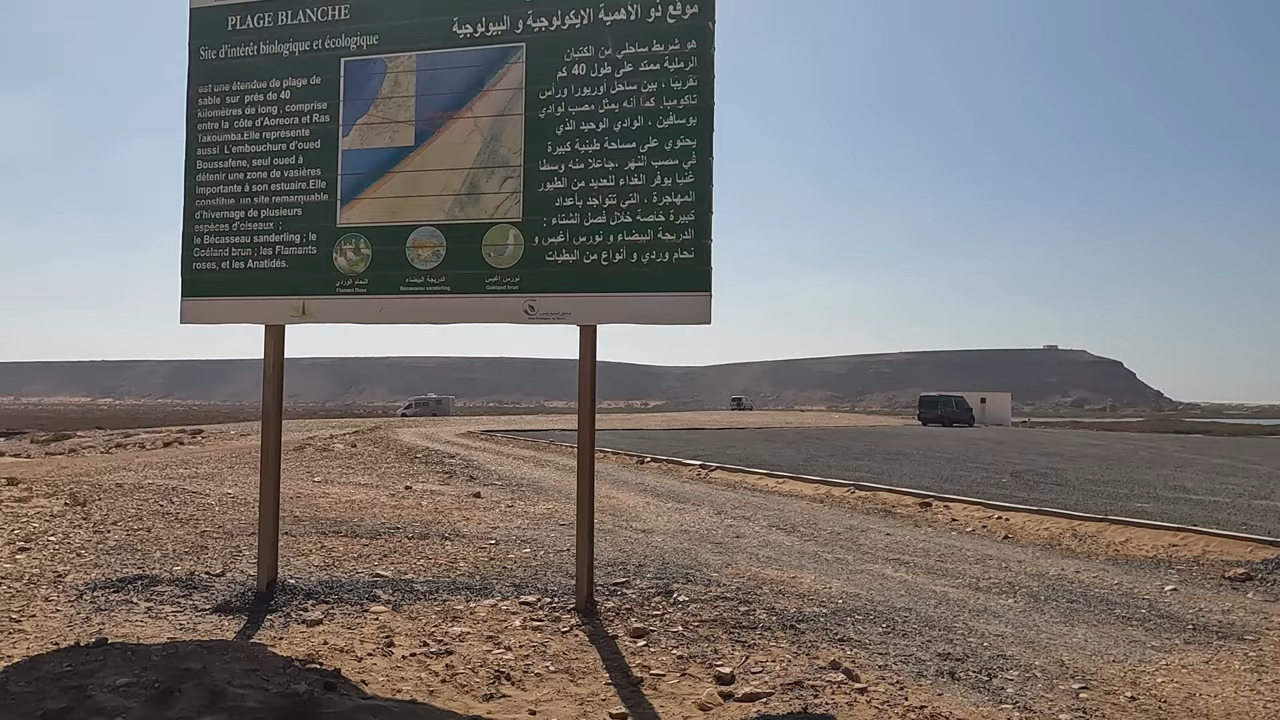 PLAGE BLANCHE
Site d'intérêt biologique et écologique
est une étendue de plage de
sable sur près de 40
kilomètres de long , comprise
entre la côte d'Aoreora et Ras
Takoumba.Elle représente
aussi L'embouchure d'oued
Boussafene, seul oued à
détenir une zone de vasières
importante à son estuaire.Elle
constitue un site remarquable
d'hivernage de plusieurs
espèces d'oiseaux ;
le Bécasseau sanderling ; le
Goéland brun ; les Flamants
roses, et les Anatidés.
موقع ذو الأهمية الايكولوجية و البيولوجية
هو شريط ساحلي من الكثبان
الرملية ممتد على طول 40 كم
تقريبا ، بين ساحل أوريورا ورأس
تاكومبا. كما أنه يمثل مصب لوادي
بوسافين ، الوادي الوحيد الذي
يحتوي على مساحة طينية كبيرة
في مصب النهر ،جاعلا منه وسطا
غنيا يوفر الغذاء للعديد من الطيور
المهاجرة ، التي تتواجد بأعداد
كبيرة خاصة خلال فصل الشتاء :
الدريجة البيضاء و نورس أغبس و
نحام وردي و أنواع من البطيات
النحام الوردي
Flamant Rose
الدريجة البيضاء
Bécasseau sanderling
نورس أغبس
Goéland brun